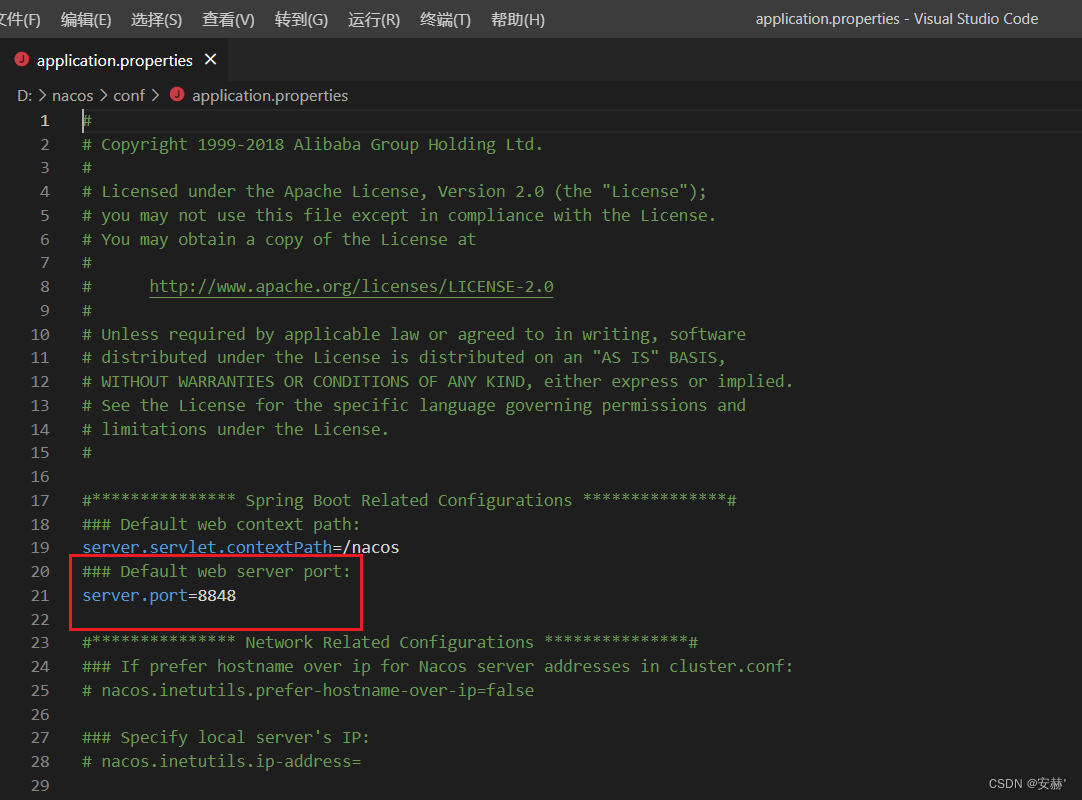 文件(F) 编辑(E) 选择(S) 查看(V) 转到(G) 运行(R) 终端(T) 帮助(H) application.properties - Visual Studio Code
J application.properties ×
D: > nacos > conf > J application.properties
1 #
2 # Copyright 1999-2018 Alibaba Group Holding Ltd.
3 #
4 # Licensed under the Apache License, Version 2.0 (the "License");
5 # you may not use this file except in compliance with the License.
6 # You may obtain a copy of the License at
7 #
8 #      http://www.apache.org/licenses/LICENSE-2.0
9 #
10 # Unless required by applicable law or agreed to in writing, software
11 # distributed under the License is distributed on an "AS IS" BASIS,
12 # WITHOUT WARRANTIES OR CONDITIONS OF ANY KIND, either express or implied.
13 # See the License for the specific language governing permissions and
14 # limitations under the License.
15 #
16
17 #*************** Spring Boot Related Configurations ***************#
18 ### Default web context path:
19 server.servlet.contextPath=/nacos
20 ### Default web server port:
21 server.port=8848
22
23 #*************** Network Related Configurations ***************#
24 ### If prefer hostname over ip for Nacos server addresses in cluster.conf:
25 # nacos.inetutils.prefer-hostname-over-ip=false
26
27 ### Specify local server's IP:
28 # nacos.inetutils.ip-address=
29
CSDN @安赫'